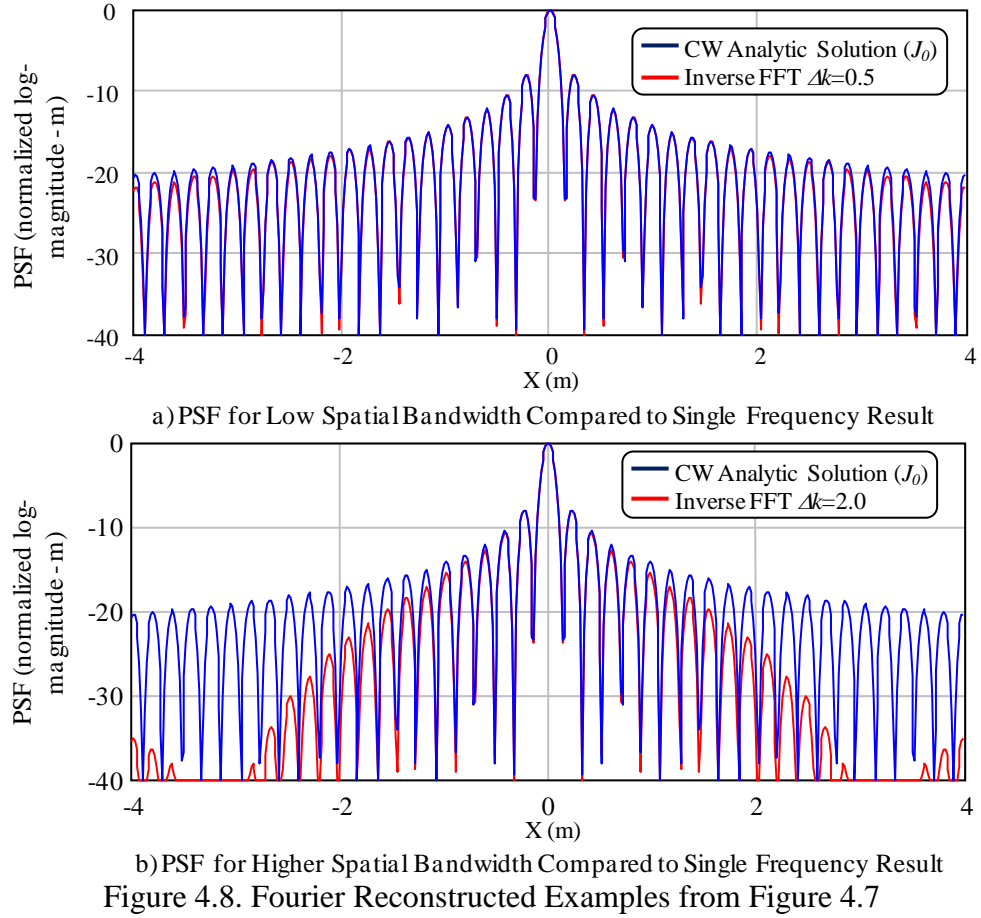 0
-10
-20
-30
-40
PSF (normalized log-
magnitude - m)
CW Analytic Solution (J0)
Inverse FFT Δk=0.5
-4
-2
0
2
4
X (m)
a) PSF for Low Spatial Bandwidth Compared to Single Frequency Result
0
-10
-20
-30
-40
PSF (normalized log-
magnitude - m)
CW Analytic Solution (J0)
Inverse FFT Δk=2.0
-4
-2
0
2
4
X (m)
b) PSF for Higher Spatial Bandwidth Compared to Single Frequency Result
Figure 4.8. Fourier Reconstructed Examples from Figure 4.7